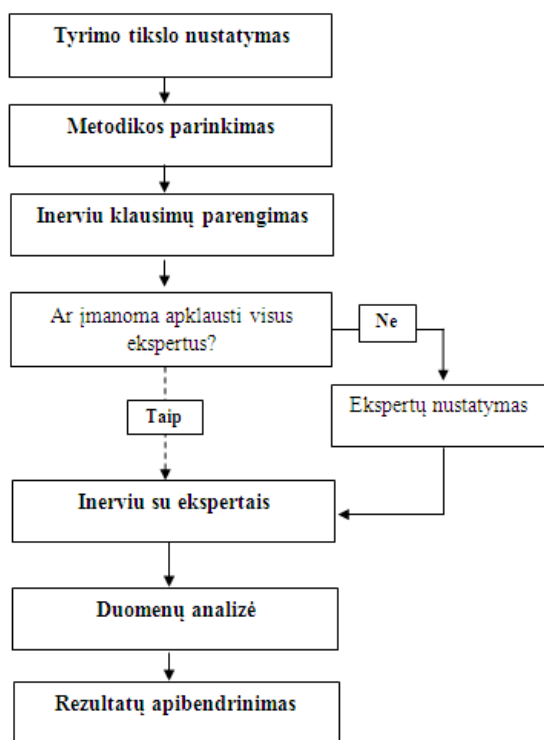 Tyrimo tikslo nustatymas
Metodikos parinkimas
Inerviu klausimų parengimas
Ar įmanoma apklausti visus
ekspertus?
Ne
Taip
Ekspertų nustatymas
Inerviu su ekspertais
Duomenų analizė
Rezultatų apibendrinimas